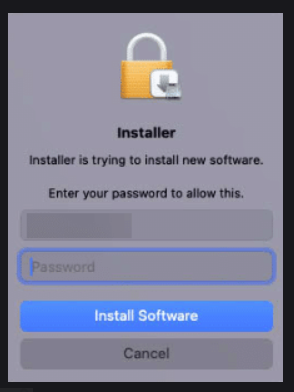 Installer
Installer is trying to install new software.
Enter your password to allow this.
Password
Install Software
Cancel